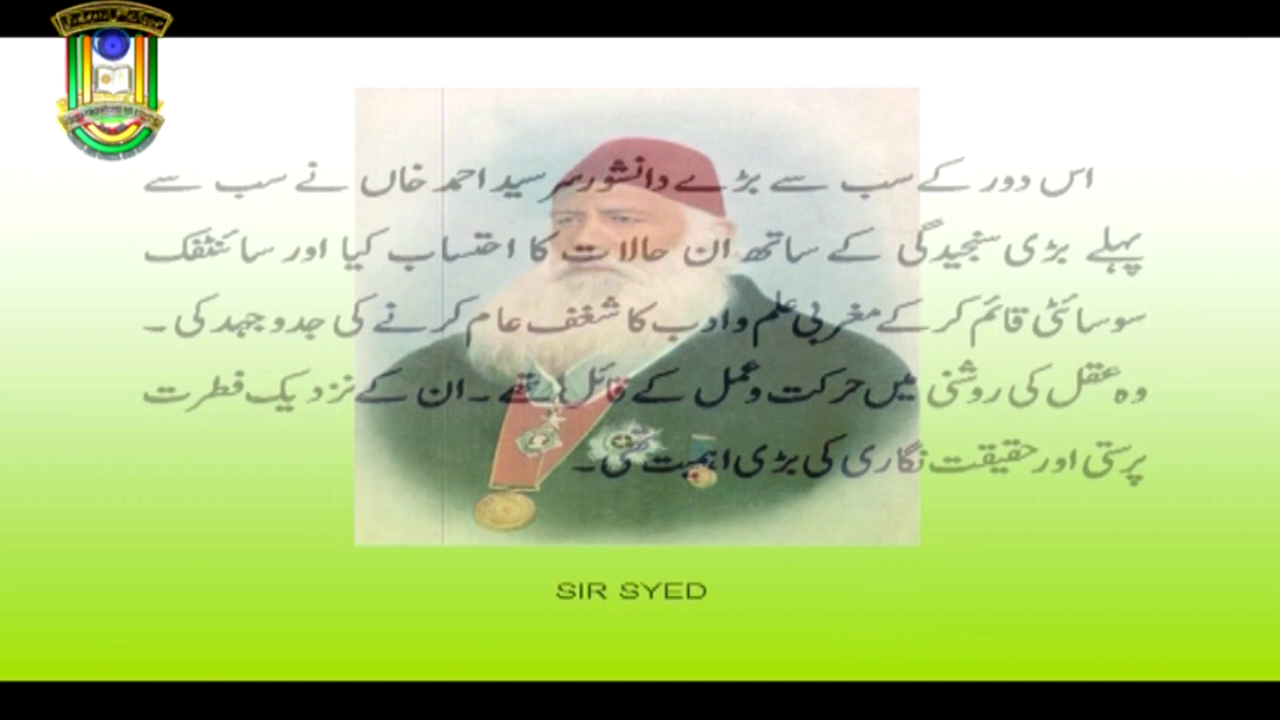 اس دور کے سب سے بڑے دانشور سر سید احمد خاں نے سب سے
پہلے بڑی سنجیدگی کے ساتھ ان حالات کا احتساب کیا اور سائنٹفک
سوسائٹی قائم کر کے مغربی علم و ادب کا شغف عام کرنے کی جدوجہد کی ۔
وہ عقل کی روشنی میں حرکت و عمل کے قائل تھے ۔ ان کے نزدیک فطرت
پرستی اور حقیقت نگاری کی بڑی اہمیت تھی ۔
SIR SYED